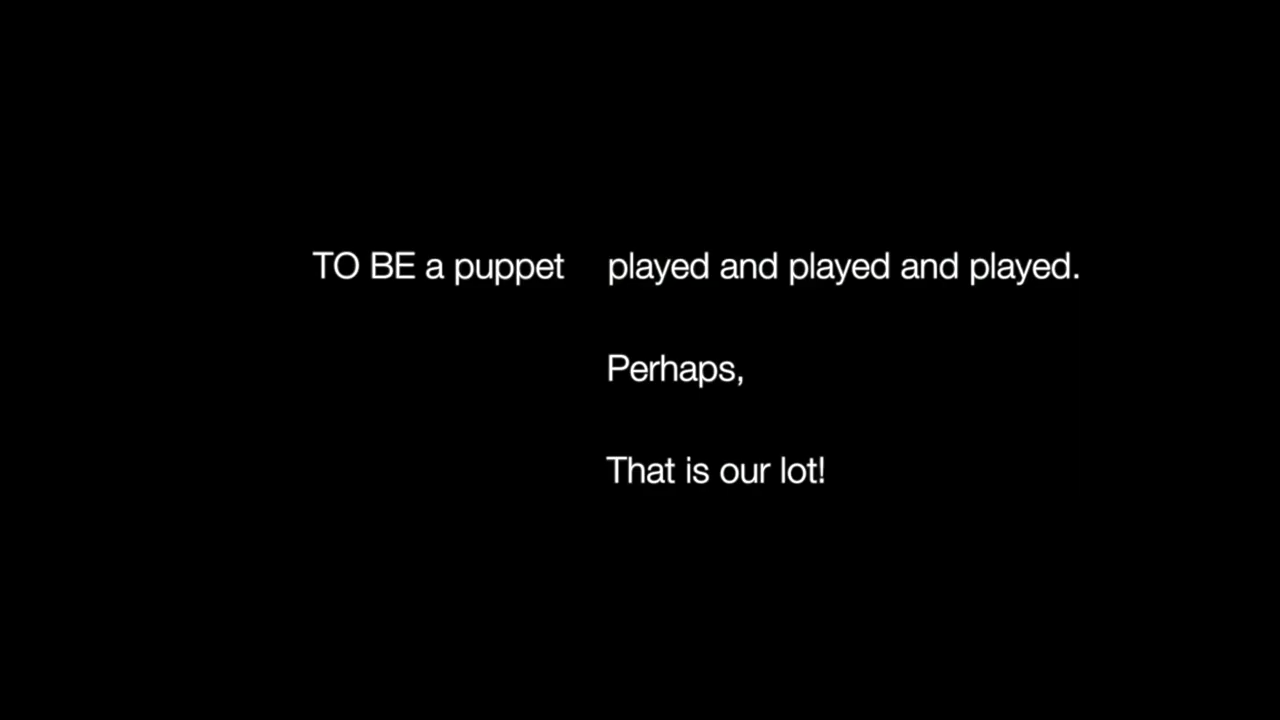 TO BE a puppet played and played and played.
Perhaps,
That is our lot!